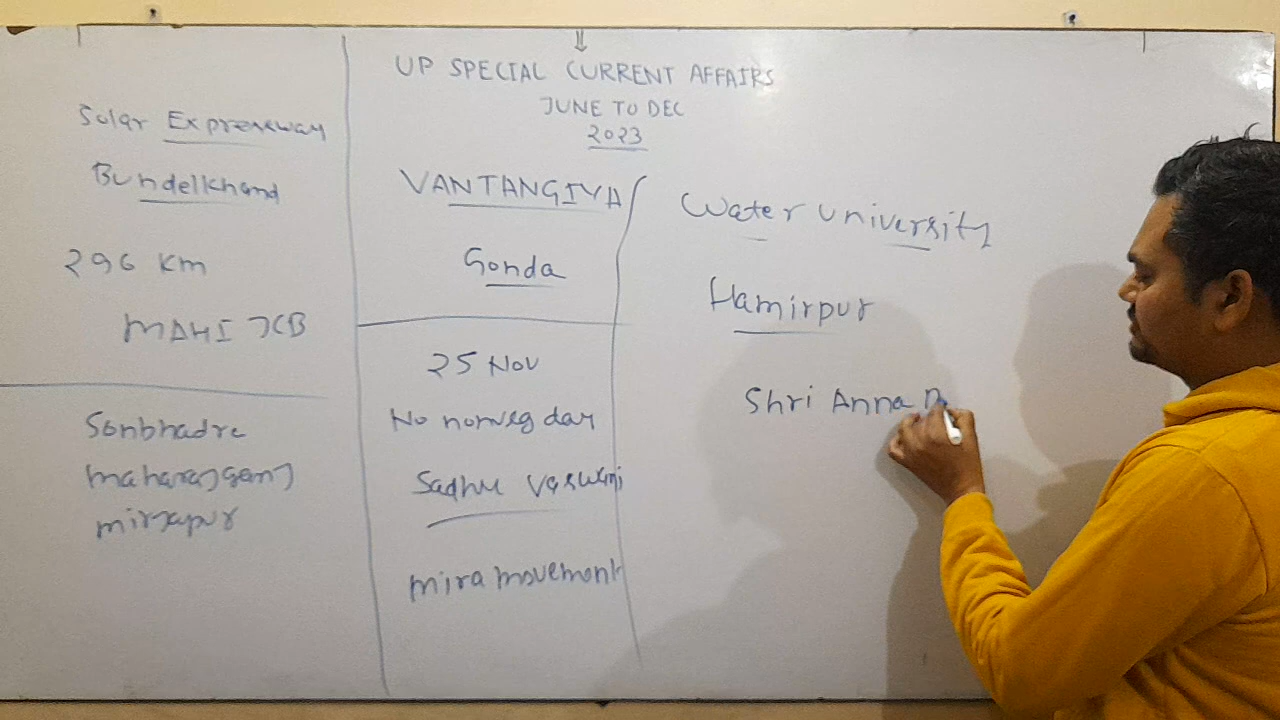 UP SPECIAL CURRENT AFFAIRS
JUNE TO DEC
2023
Solar Expressway
Bundelkhand
296 Km
MAHI JCB
Sonbhadra
maharajganj
mirzapur
VANTANGIYA
Gonda
25 Nov
No nonveg day
Sadhu Vaswani
mira movement
Water University
Hamirpur
Shri Anna